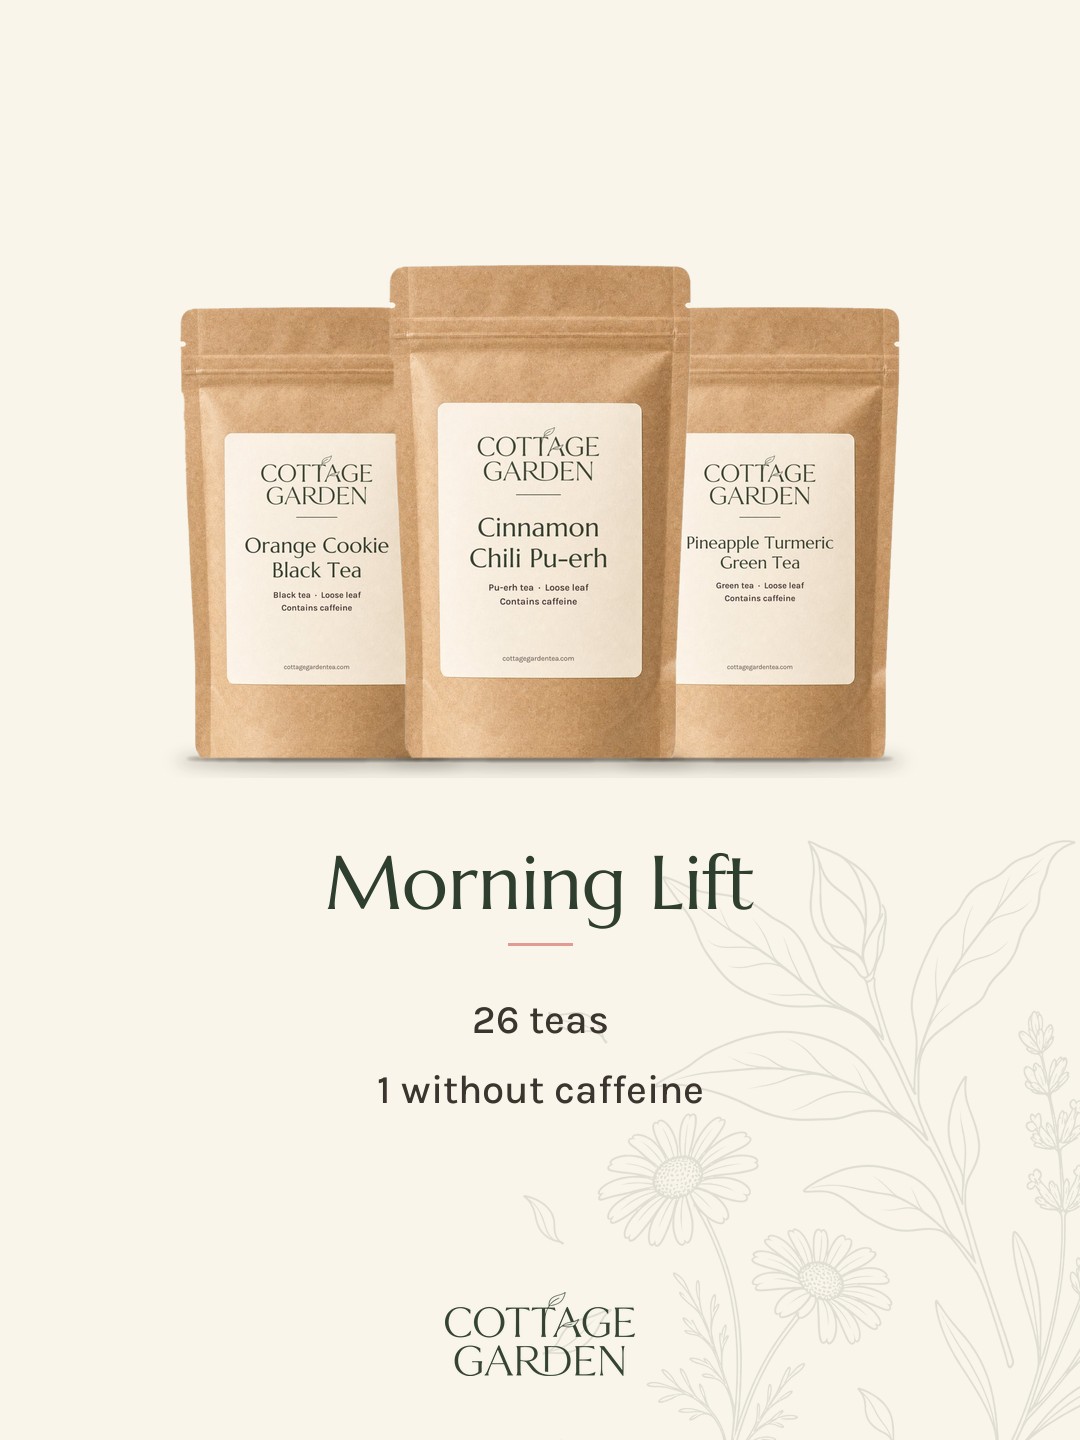 COTTAGE
GARDEN
Orange Cookie
Black Tea
Black tea · Loose leaf
Contains caffeine
cottagegardentea.com
COTTAGE
GARDEN
Cinnamon
Chili Pu-erh
Pu-erh tea · Loose leaf
Contains caffeine
cottagegardentea.com
COTTAGE
GARDEN
Pineapple Turmeric
Green Tea
Green tea · Loose leaf
Contains caffeine
cottagegardentea.com
Morning Lift
26 teas
1 without caffeine
COTTAGE
GARDEN